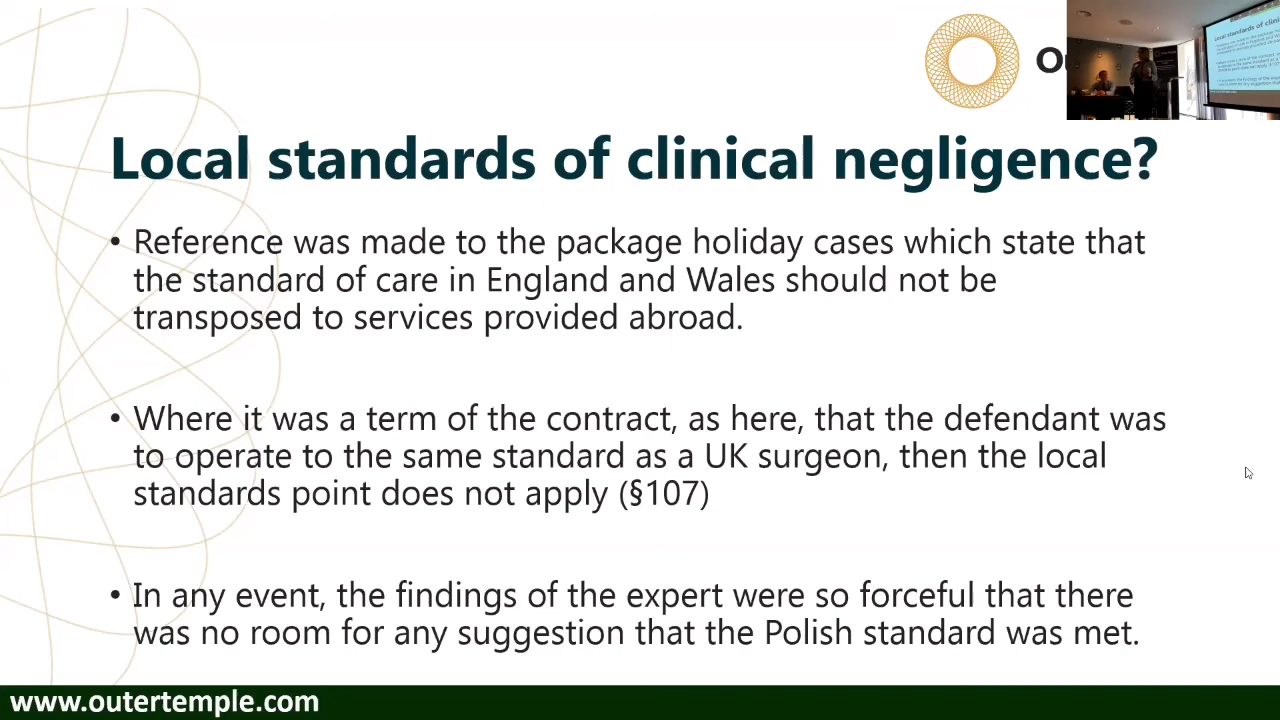 Local standards of clinical negligence?
• Reference was made to the package holiday cases which state that
the standard of care in England and Wales should not be
transposed to services provided abroad.
• Where it was a term of the contract, as here, that the defendant was
to operate to the same standard as a UK surgeon, then the local
standards point does not apply (§107)
• In any event, the findings of the expert were so forceful that there
was no room for any suggestion that the Polish standard was met.
www.outertemple.com